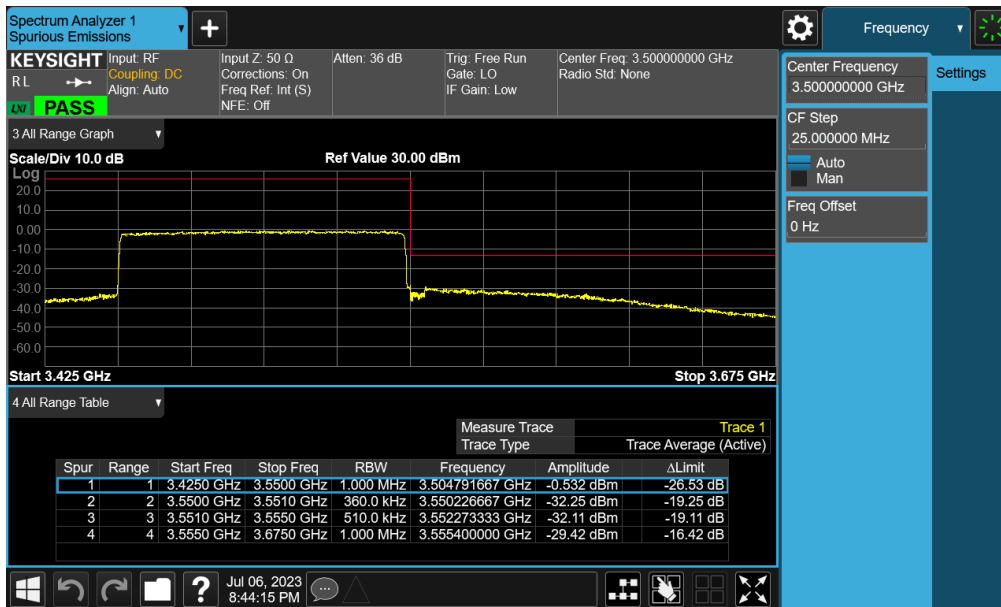 Spectrum Analyzer 1
Spurious Emissions
Frequency
KEYSIGHT
RL
LXI PASS
Input: RF
Coupling: DC
Align: Auto
Input Z: 50 Ω
Corrections: On
Freq Ref: Int (S)
NFE: Off
Atten: 36 dB
Trig: Free Run
Gate: LO
IF Gain: Low
Center Freq: 3.500000000 GHz
Radio Std: None
Center Frequency
3.500000000 GHz
Settings
CF Step
25.000000 MHz
Auto
Man
Freq Offset
0 Hz
3 All Range Graph
Scale/Div 10.0 dB Ref Value 30.00 dBm
Log
20.0
10.0
0.00
-10.0
-20.0
-30.0
-40.0
-50.0
-60.0
Start 3.425 GHz Stop 3.675 GHz
4 All Range Table
Measure Trace Trace 1
Trace Type Trace Average (Active)
Spur Range Start Freq Stop Freq RBW Frequency Amplitude ΔLimit
1 1 3.4250 GHz 3.5500 GHz 1.000 MHz 3.504791667 GHz -0.532 dBm -26.53 dB
2 2 3.5500 GHz 3.5510 GHz 360.0 kHz 3.550226667 GHz -32.25 dBm -19.25 dB
3 3 3.5510 GHz 3.5550 GHz 510.0 kHz 3.552273333 GHz -32.11 dBm -19.11 dB
4 4 3.5550 GHz 3.6750 GHz 1.000 MHz 3.555400000 GHz -29.42 dBm -16.42 dB
Jul 06, 2023
8:44:15 PM